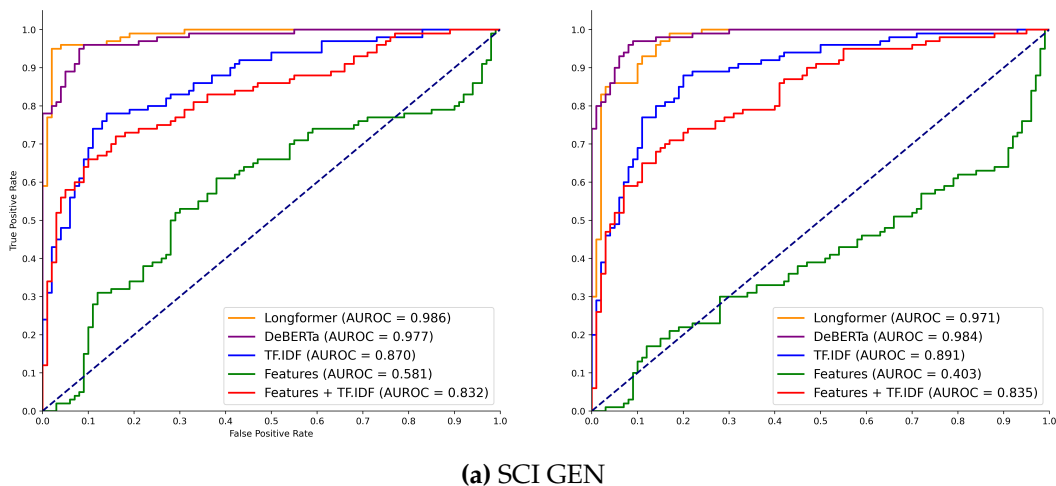 1.0
0.9
0.8
0.7
0.6
0.5
0.4
0.3
0.2
0.1
0.0
True Positive Rate
0.0 0.1 0.2 0.3 0.4 0.5 0.6 0.7 0.8 0.9 1.0
False Positive Rate
Longformer (AUROC = 0.986)
DeBERTa (AUROC = 0.977)
TF.IDF (AUROC = 0.870)
Features (AUROC = 0.581)
Features + TF.IDF (AUROC = 0.832)
1.0
0.9
0.8
0.7
0.6
0.5
0.4
0.3
0.2
0.1
0.0
0.0 0.1 0.2 0.3 0.4 0.5 0.6 0.7 0.8 0.9 1.0
Longformer (AUROC = 0.971)
DeBERTa (AUROC = 0.984)
TF.IDF (AUROC = 0.891)
Features (AUROC = 0.403)
Features + TF.IDF (AUROC = 0.835)
(a) SCI GEN